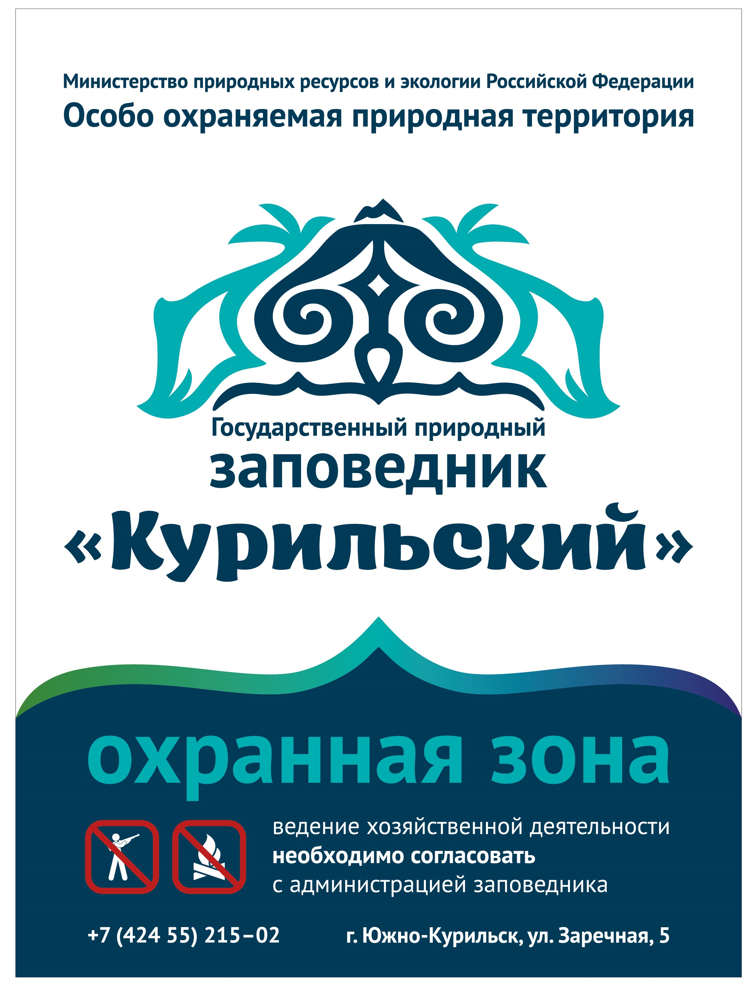 Министерство природных ресурсов и экологии Российской Федерации
Особо охраняемая природная территория
Государственный природный
заповедник
«Курильский»
охранная зона
ведение хозяйственной деятельности
необходимо согласовать
с администрацией заповедника
+7 (424 55) 215–02
г. Южно-Курильск, ул. Заречная, 5